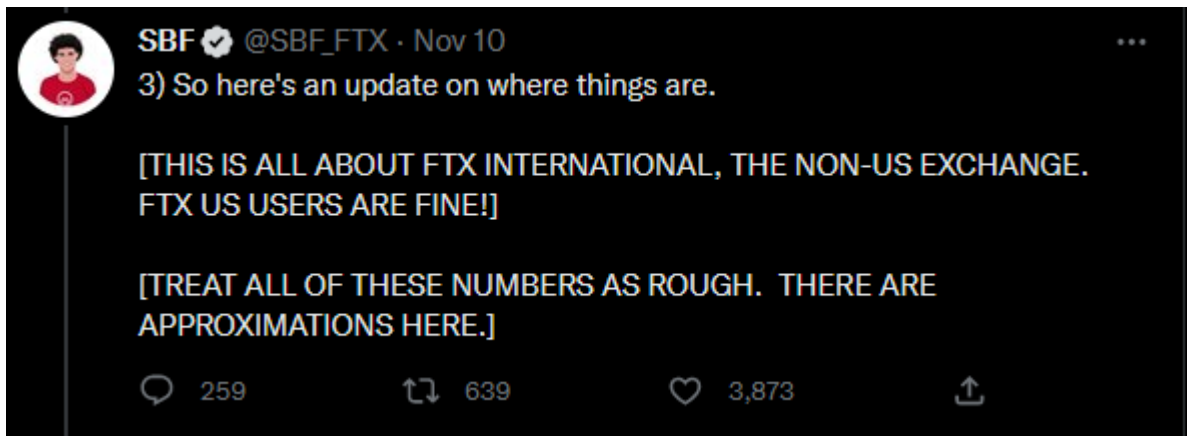 SBF @SBF_FTX · Nov 10
3) So here's an update on where things are.
[THIS IS ALL ABOUT FTX INTERNATIONAL, THE NON-US EXCHANGE.
FTX US USERS ARE FINE!]
[TREAT ALL OF THESE NUMBERS AS ROUGH.  THERE ARE
APPROXIMATIONS HERE.]
259 639 3,873